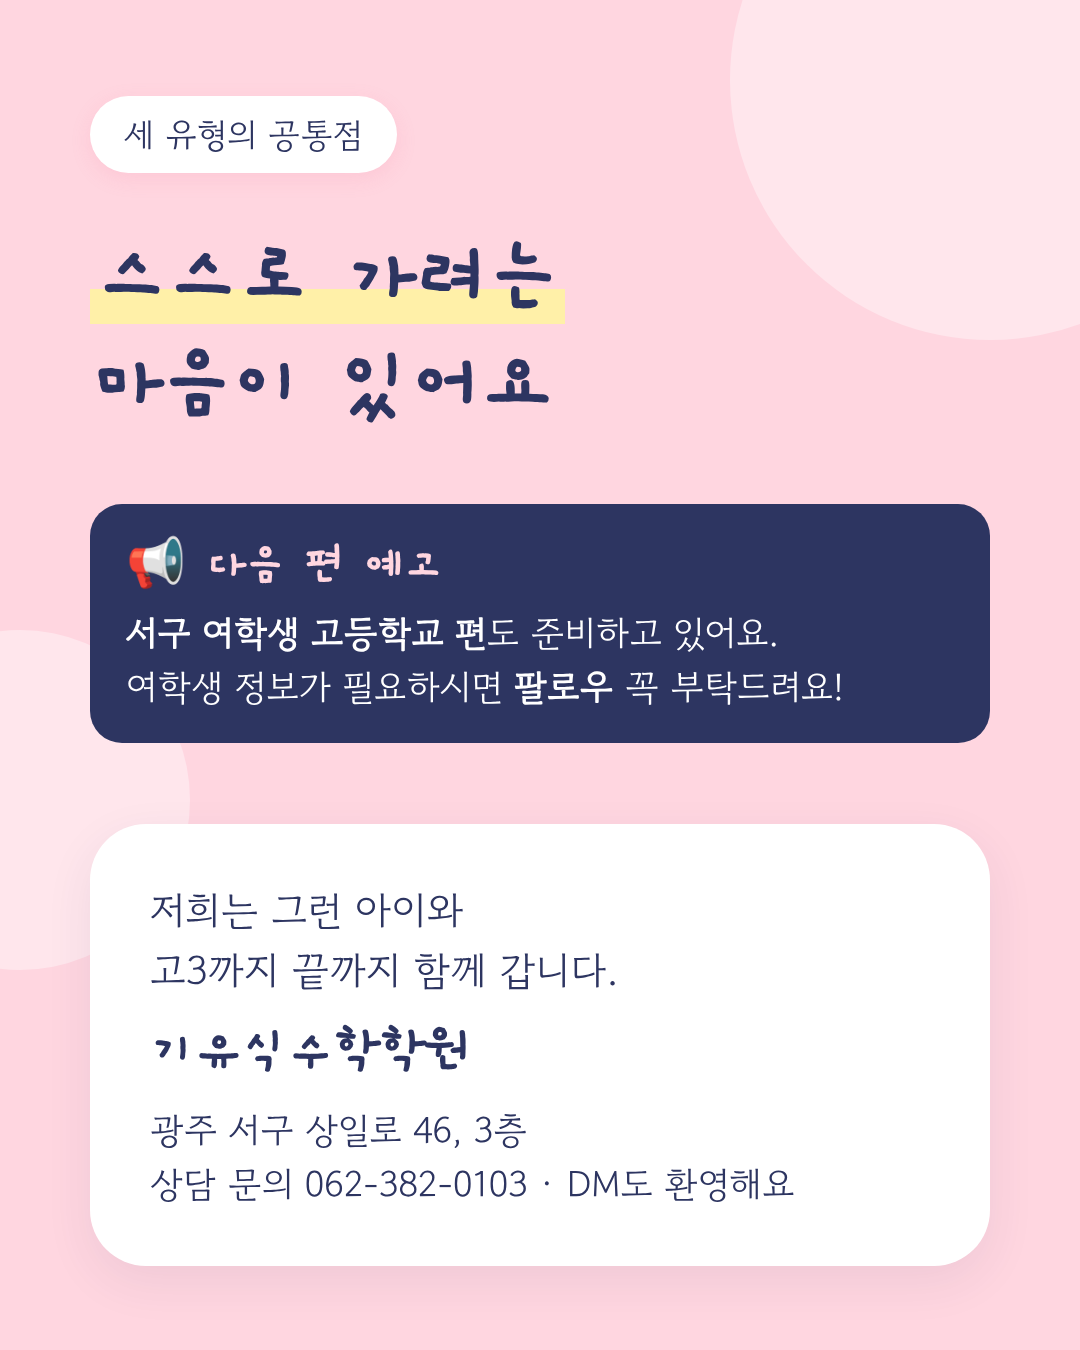 세 유형의 공통점
스스로 가려는
마음이 있어요
📢 다음 편 예고
서구 여학생 고등학교 편도 준비하고 있어요.
여학생 정보가 필요하시면 팔로우 꼭 부탁드려요!
저희는 그런 아이와
고3까지 끝까지 함께 갑니다.
기유식수학학원
광주 서구 상일로 46, 3층
상담 문의 062-382-0103 · DM도 환영해요